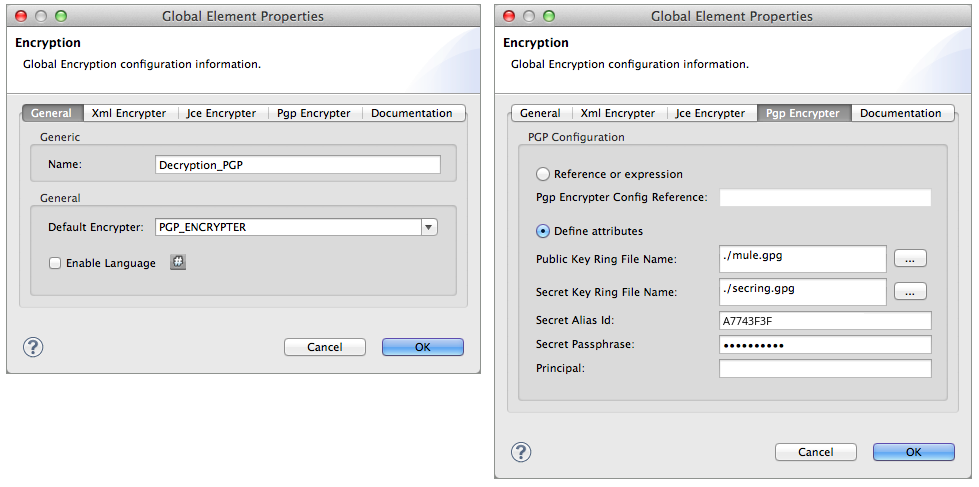 Global Element Properties
Encryption
Global Encryption configuration information.
General Xml Encrypter Jce Encrypter Pgp Encrypter Documentation
Generic
Name: Decryption_PGP
General
Default Encrypter: PGP_ENCRYPTER
Enable Language #
? Cancel OK
Global Element Properties
Encryption
Global Encryption configuration information.
General Xml Encrypter Jce Encrypter Pgp Encrypter Documentation
PGP Configuration
Reference or expression
Pgp Encrypter Config Reference:
Define attributes
Public Key Ring File Name: ./mule.gpg ...
Secret Key Ring File Name: ./secring.gpg ...
Secret Alias Id: A7743F3F
Secret Passphrase: ••••••••••
Principal:
? Cancel OK